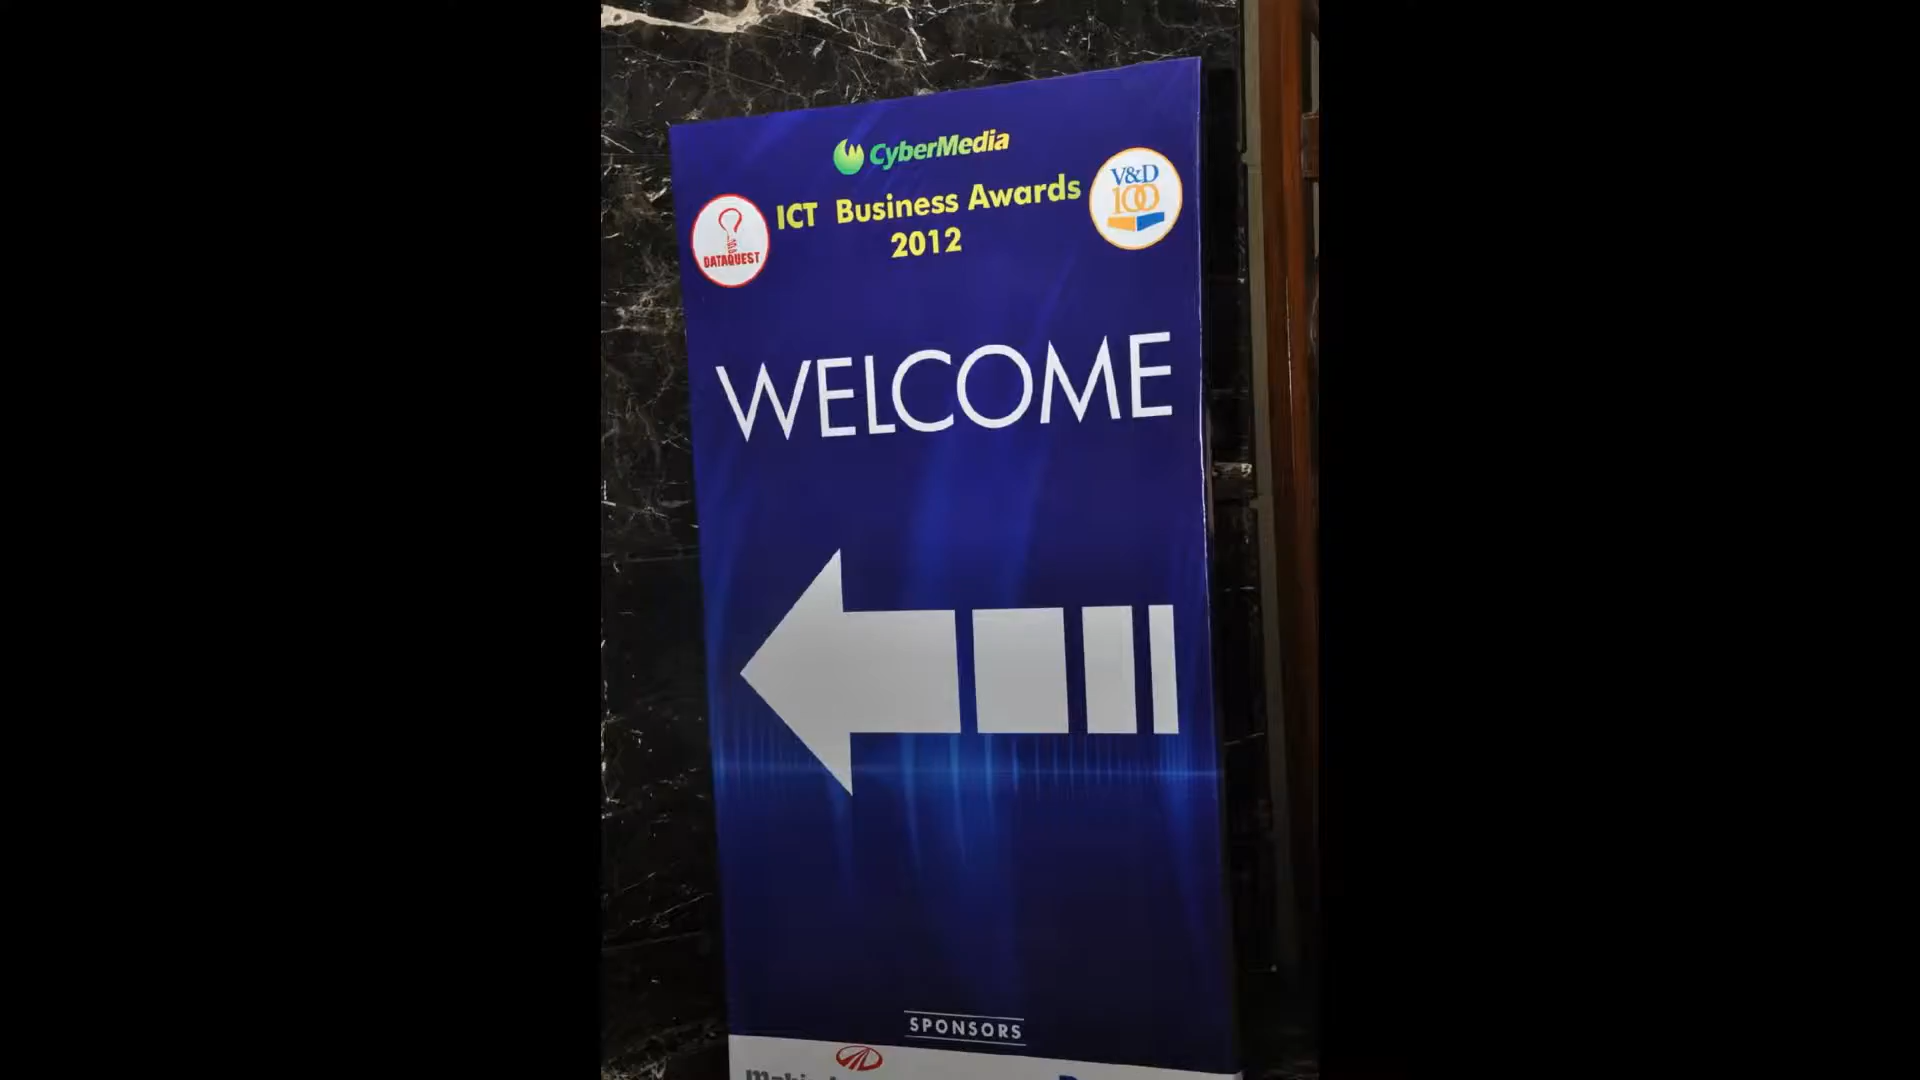 CyberMedia
ICT Business Awards
2012
DATAQUEST
V&D
100
WELCOME
SPONSORS